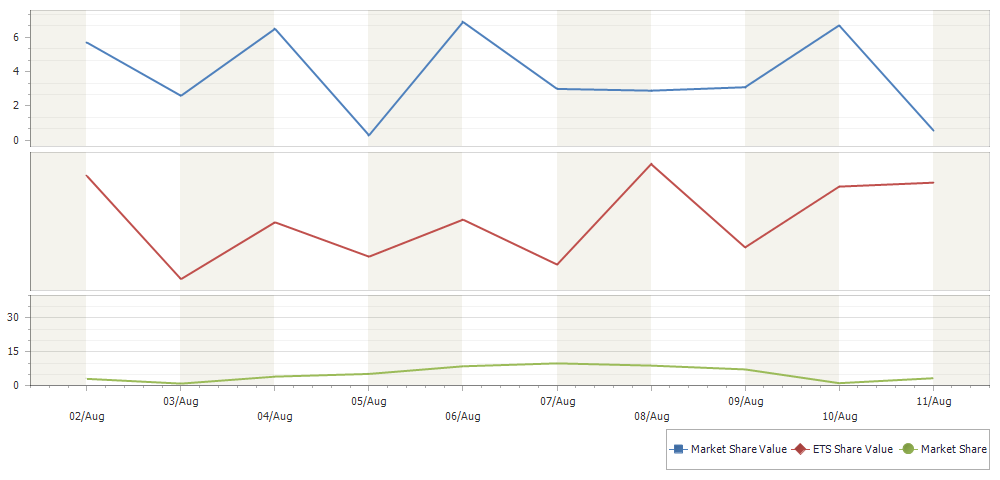 6
4
2
0
30
15
0
03/Aug 05/Aug 07/Aug 09/Aug 11/Aug
02/Aug 04/Aug 06/Aug 08/Aug 10/Aug
Market Share Value ETS Share Value Market Share